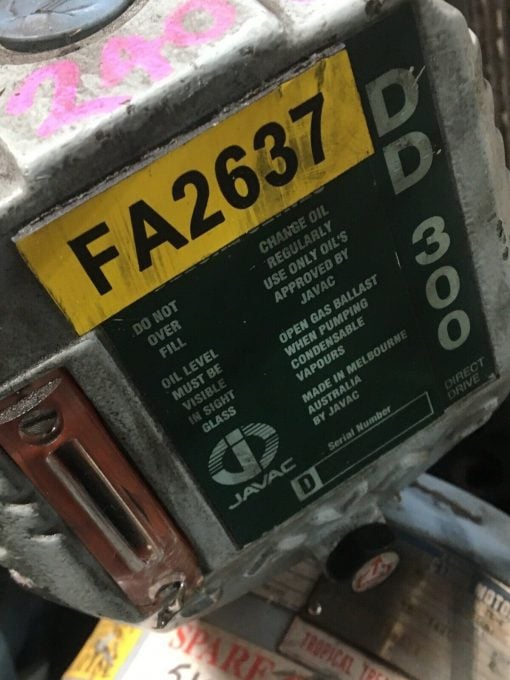 240
FA2637
DD 300
DIRECT
DRIVE
CHANGE OIL
REGULARLY
USE ONLY OIL'S
APPROVED BY
JAVAC
DO NOT
OVER
FILL
OPEN GAS BALLAST
WHEN PUMPING
CONDENSABLE
VAPOURS
OIL LEVEL
MUST BE
VISIBLE
IN SIGHT
GLASS
MADE IN MELBOURNE
AUSTRALIA
BY JAVAC
Serial Number
D
JAVAC
SPARE
TROPICAL